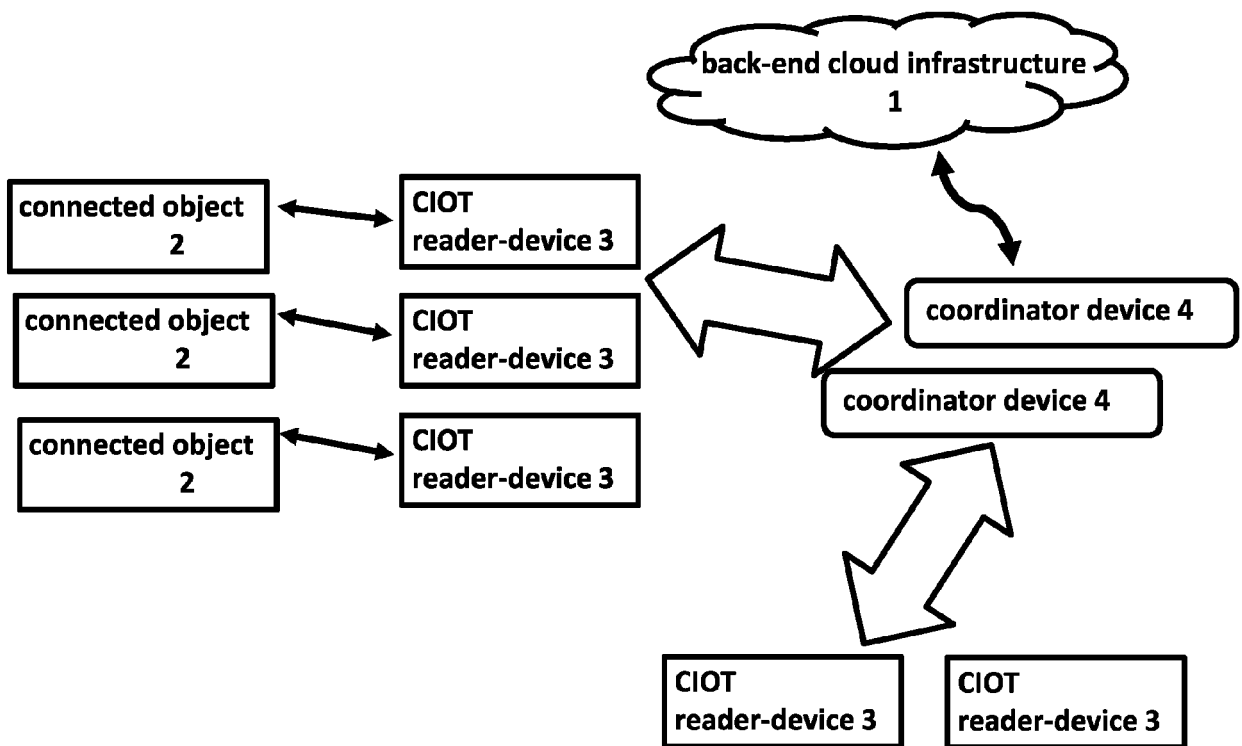 back-end cloud infrastructure
1
connected object
2
CIOT
reader-device 3
connected object
2
CIOT
reader-device 3
connected object
2
CIOT
reader-device 3
coordinator device 4
coordinator device 4
CIOT
reader-device 3
CIOT
reader-device 3